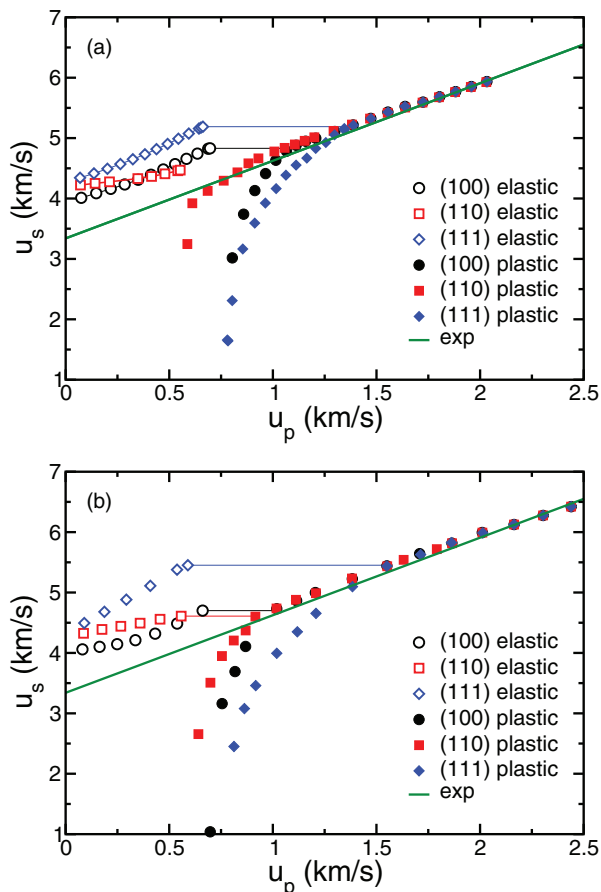 (a)
7
6
5
4
3
2
1
u_s (km/s)
(100) elastic
(110) elastic
(111) elastic
(100) plastic
(110) plastic
(111) plastic
exp
0 0.5 1 1.5 2 2.5
u_p (km/s)
(b)
7
6
5
4
3
2
1
u_s (km/s)
(100) elastic
(110) elastic
(111) elastic
(100) plastic
(110) plastic
(111) plastic
exp
0 0.5 1 1.5 2 2.5
u_p (km/s)